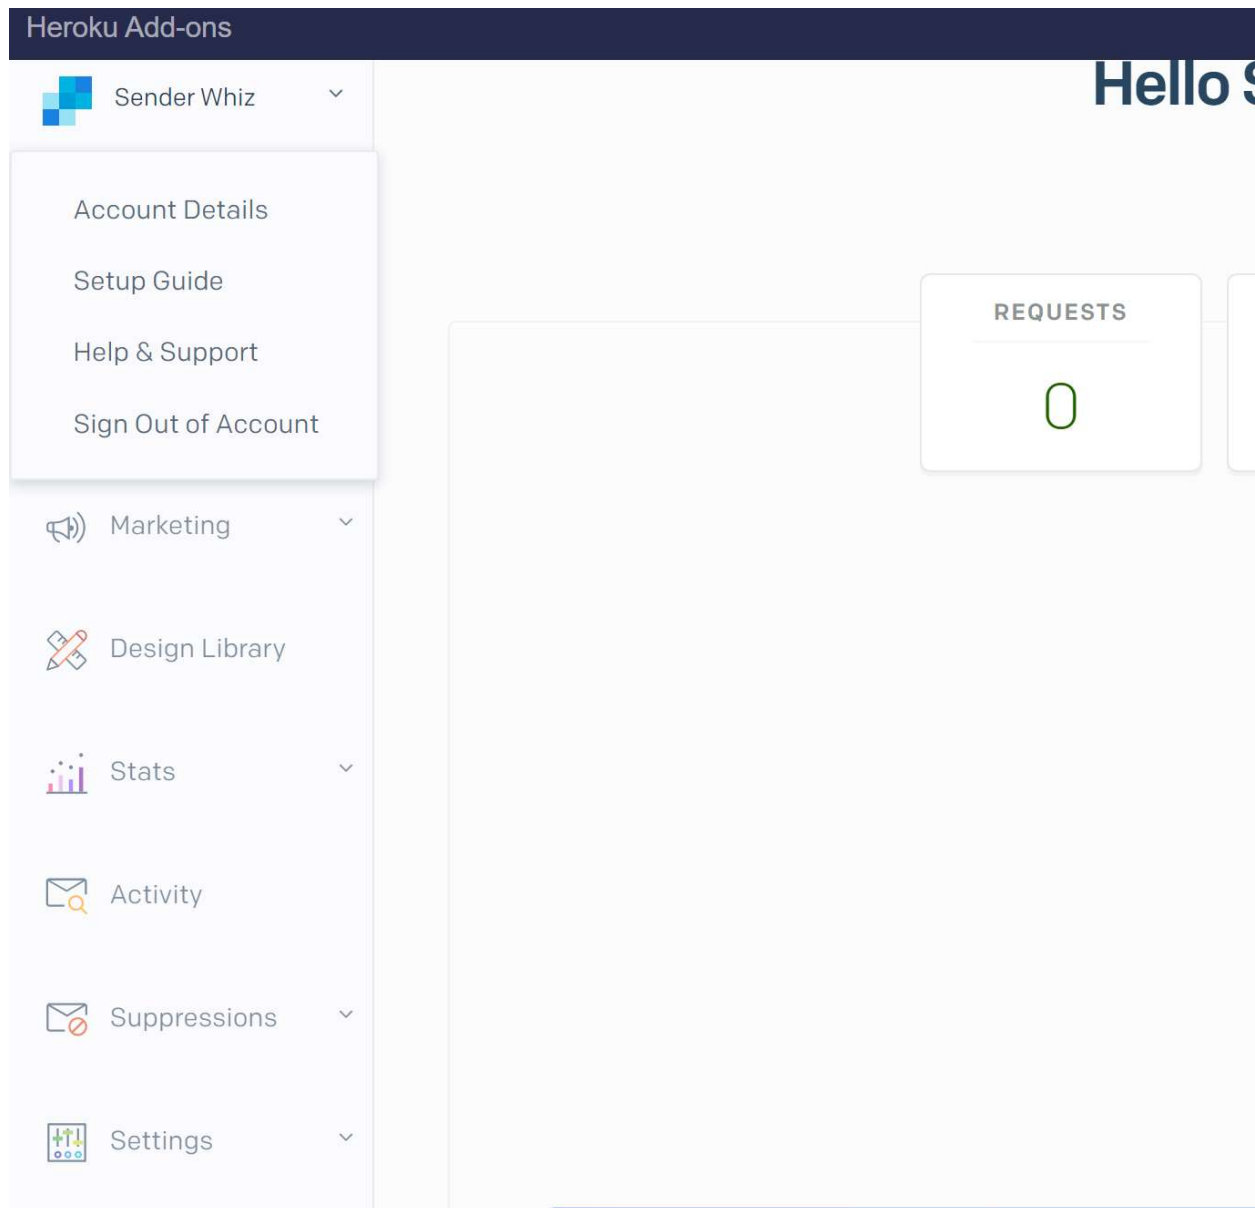 Heroku Add-ons
Sender Whiz
Hello
Account Details
Setup Guide
Help & Support
Sign Out of Account
REQUESTS
0
Marketing
Design Library
Stats
Activity
Suppressions
Settings